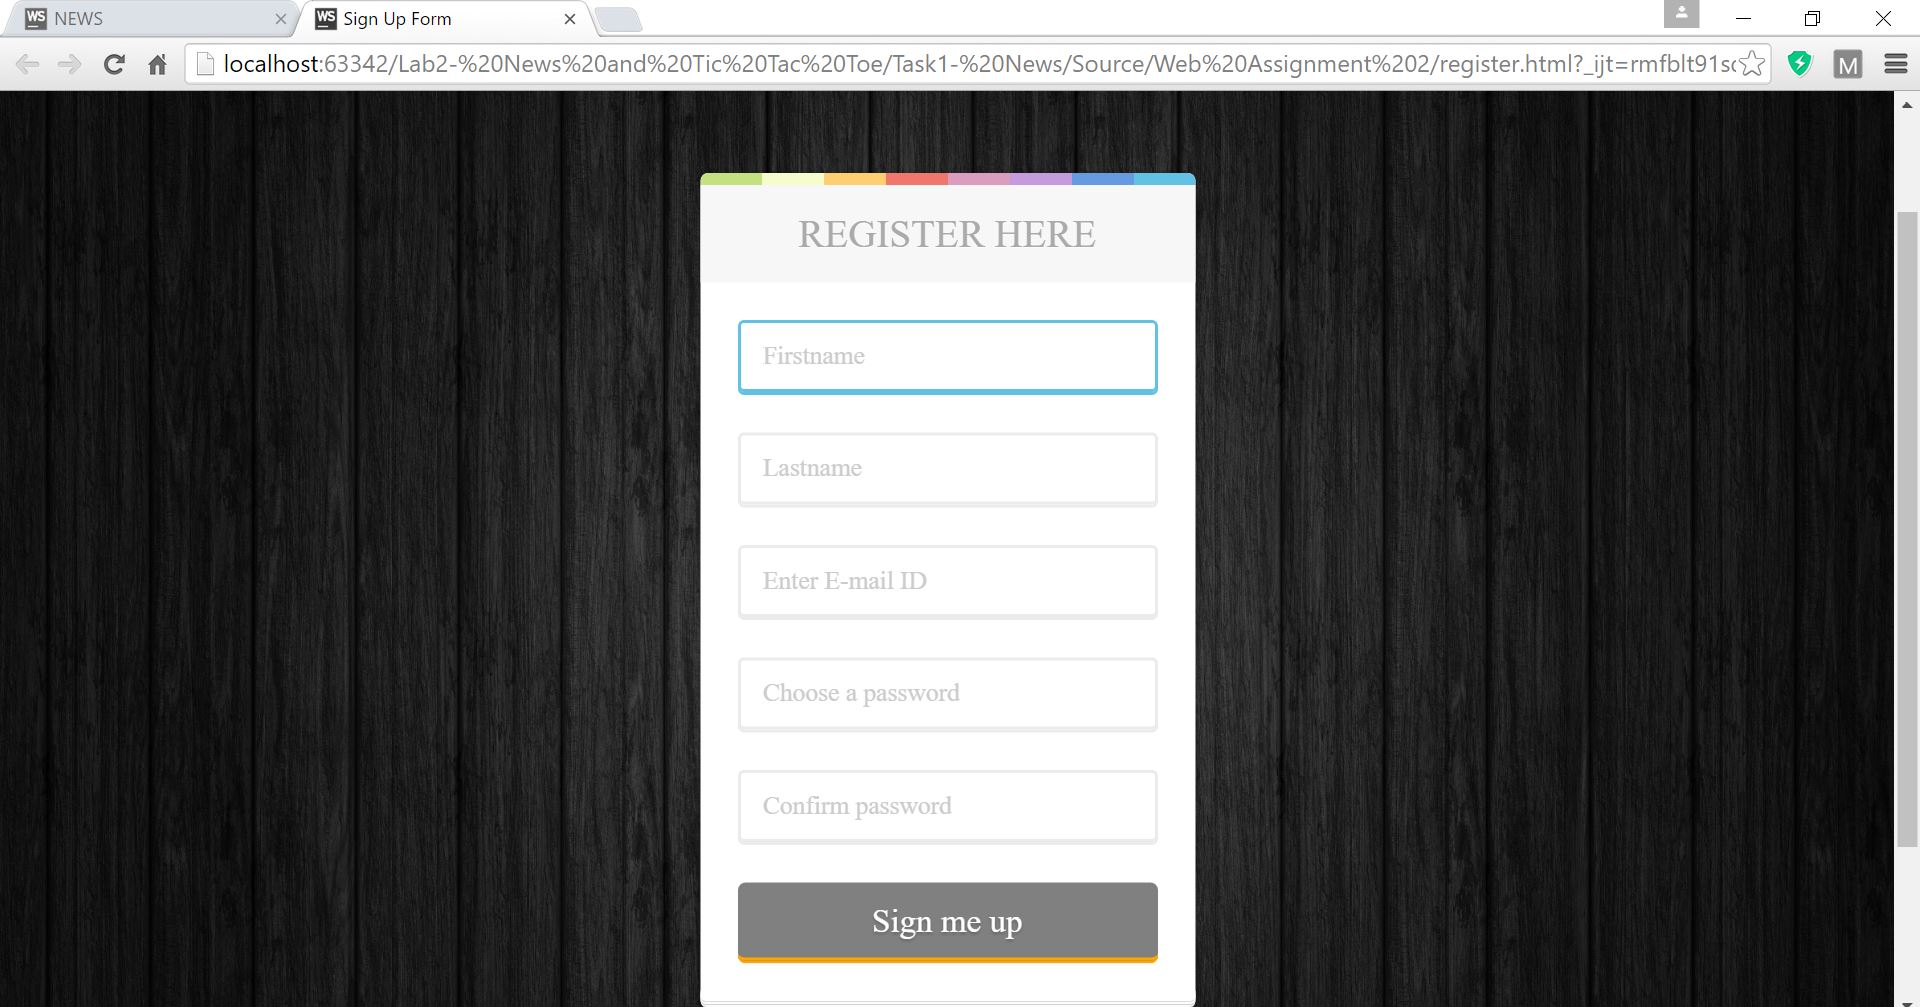 WS NEWS
WS Sign Up Form
localhost:63342/Lab2-%20News%20and%20Tic%20Tac%20Toe/Task1-%20News/Source/Web%20Assignment%202/register.html?_ijt=rmfblt91s
M
REGISTER HERE
Firstname
Lastname
Enter E-mail ID
Choose a password
Confirm password
Sign me up